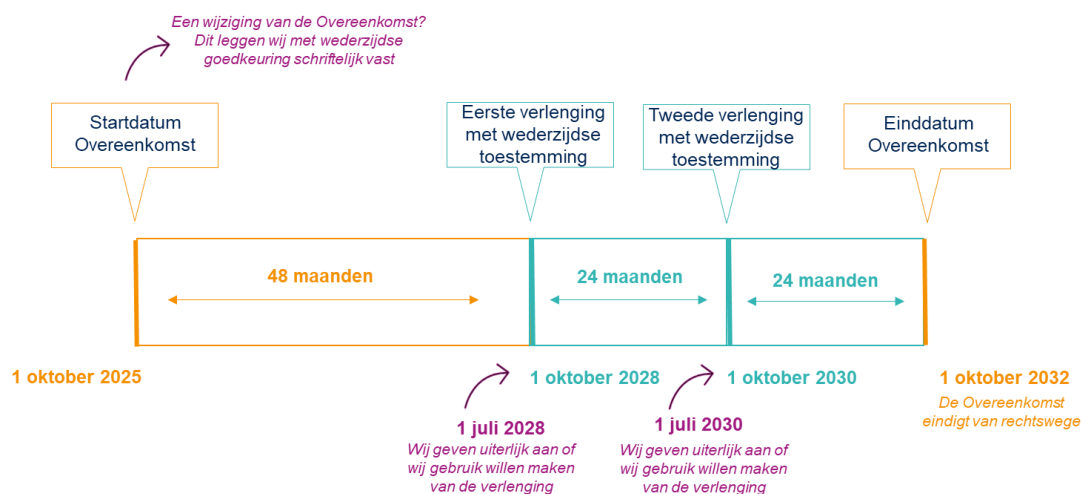 Een wijziging van de Overeenkomst?
Dit leggen wij met wederzijdse
goedkeuring schriftelijk vast
Startdatum
Overeenkomst
Eerste verlenging
met wederzijdse
toestemming
Tweede verlenging
met wederzijdse
toestemming
Einddatum
Overeenkomst
48 maanden
24 maanden
24 maanden
1 oktober 2025
1 oktober 2028
1 oktober 2030
1 oktober 2032
De Overeenkomst
eindigt van rechtswege
1 juli 2028
Wij geven uiterlijk aan of
wij gebruik willen maken
van de verlenging
1 juli 2030
Wij geven uiterlijk aan of
wij gebruik willen maken
van de verlenging